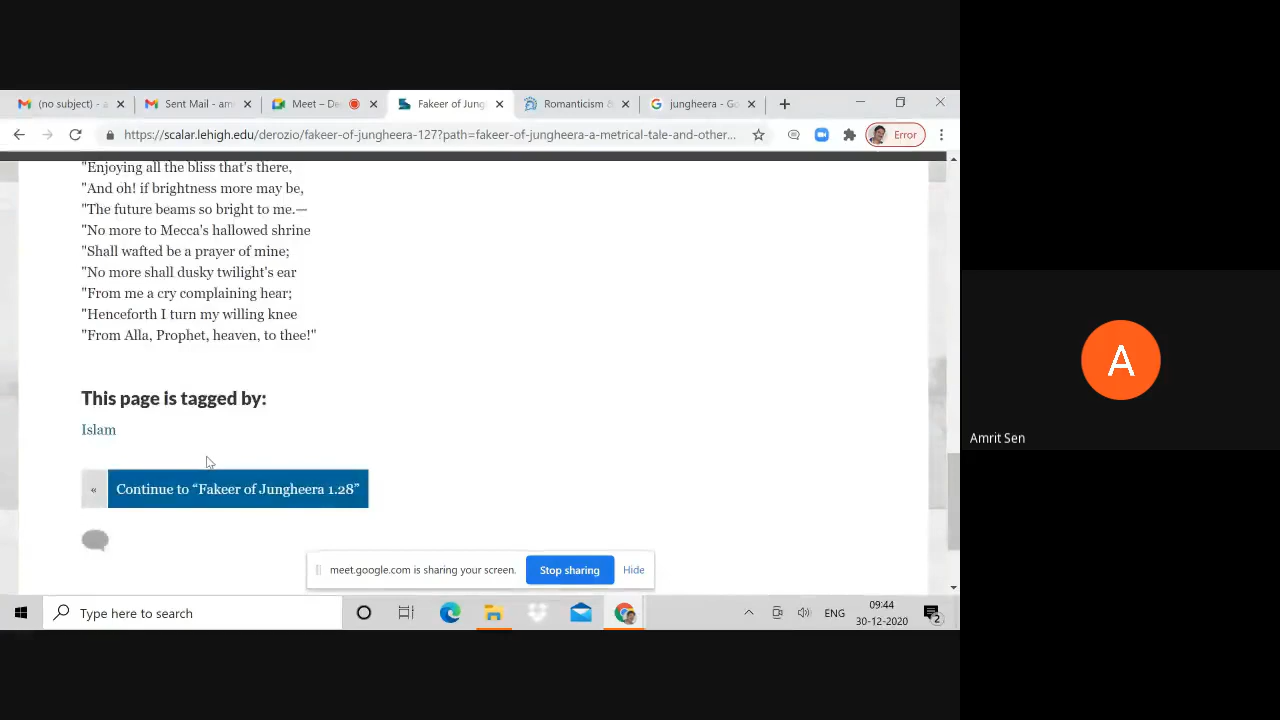 (no subject) - a
Sent Mail - am
Meet – De
Fakeer of Jung
Romanticism &
jungheera - Go
https://scalar.lehigh.edu/derozio/fakeer-of-jungheera-127?path=fakeer-of-jungheera-a-metrical-tale-and-other...
Error
"Enjoying all the bliss that's there,
"And oh! if brightness more may be,
"The future beams so bright to me.—
"No more to Mecca's hallowed shrine
"Shall wafted be a prayer of mine;
"No more shall dusky twilight's ear
"From me a cry complaining hear;
"Henceforth I turn my willing knee
"From Alla, Prophet, heaven, to thee!"
This page is tagged by:
Islam
« Continue to “Fakeer of Jungheera 1.28”
meet.google.com is sharing your screen. Stop sharing Hide
Type here to search
ENG
09:44
30-12-2020
2
A
Amrit Sen